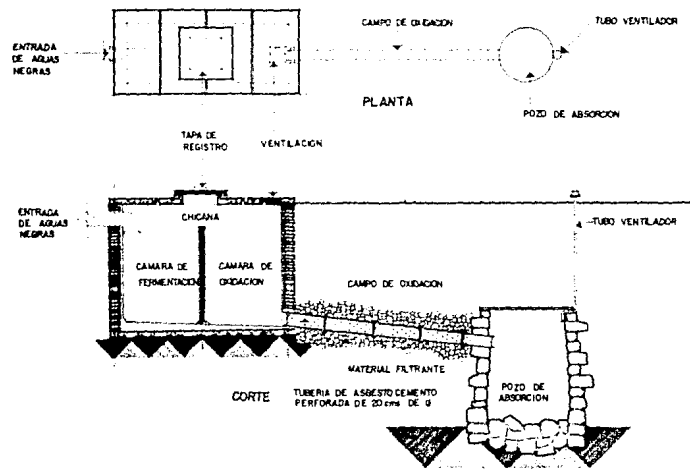 CAMPO DE OXIDACION
TUBO VENTILADOR
ENTRADA
DE AGUAS
NEGRAS
PLANTA
POZO DE ABSORCION
TAPA DE
REGISTRO
VENTILACION
ENTRADA
DE AGUAS
NEGRAS
CHICANA
TUBO
VENTILADOR
CAMARA DE
FERMENTACION
CAMARA DE
OXIDACION
CAMPO DE OXIDACION
MATERIAL FILTRANTE
CORTE
TUBERIA DE ASBESTO CEMENTO
PERFORADA DE 20 cms DE Ø
POZO DE
ABSORCION